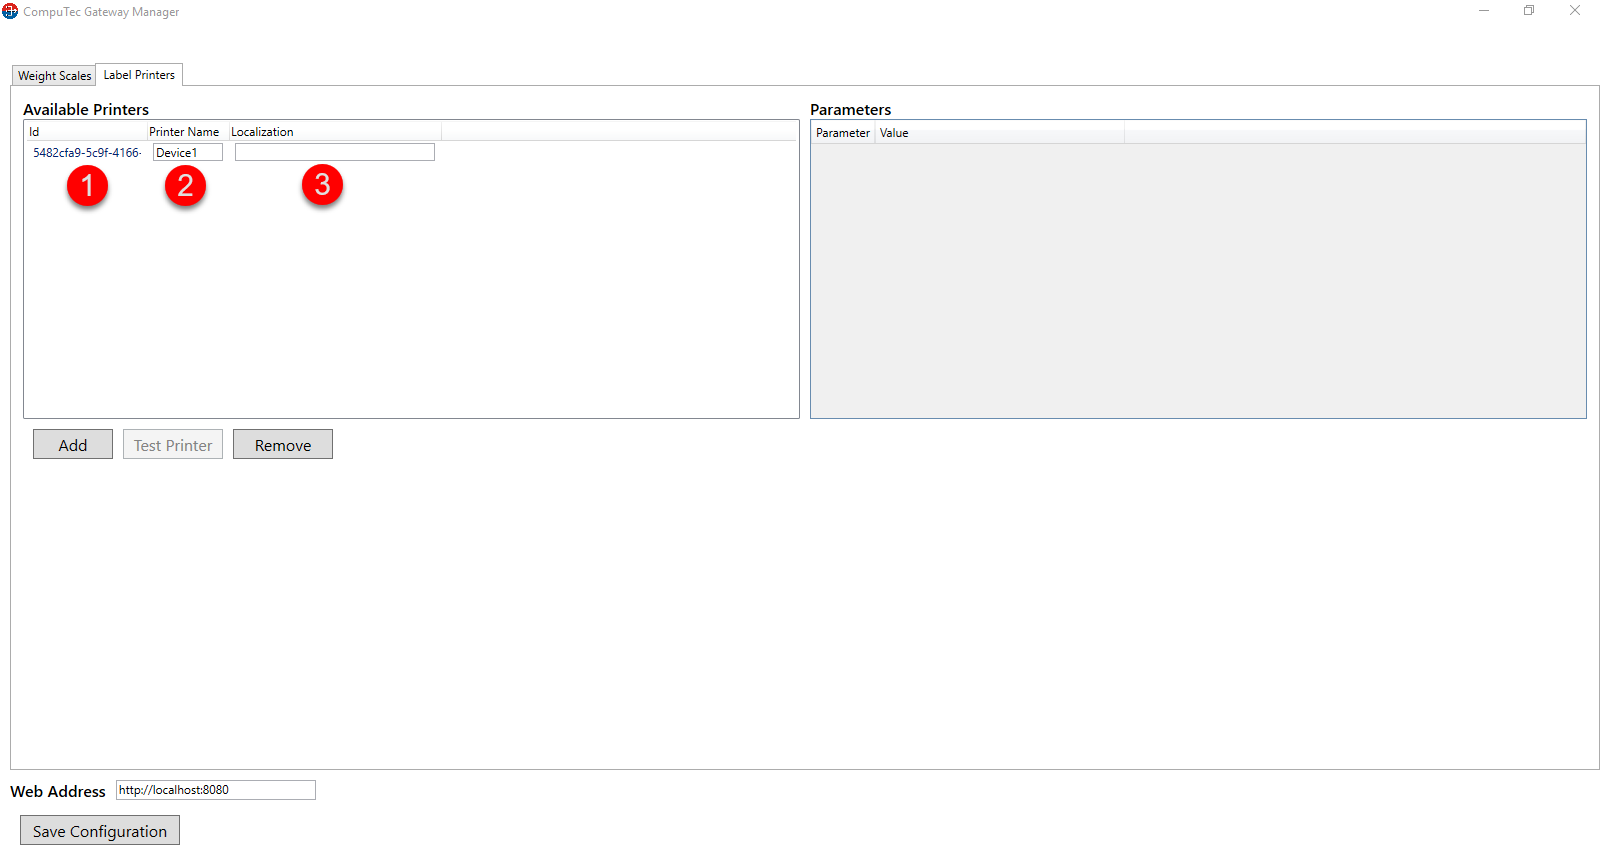 CompuTec Gateway Manager
Weight Scales Label Printers
Available Printers
Id Printer Name Localization
5482cfa9-5c9f-4166- Device1
1 2 3
Add Test Printer Remove
Parameters
Parameter Value
Web Address http://localhost:8080
Save Configuration